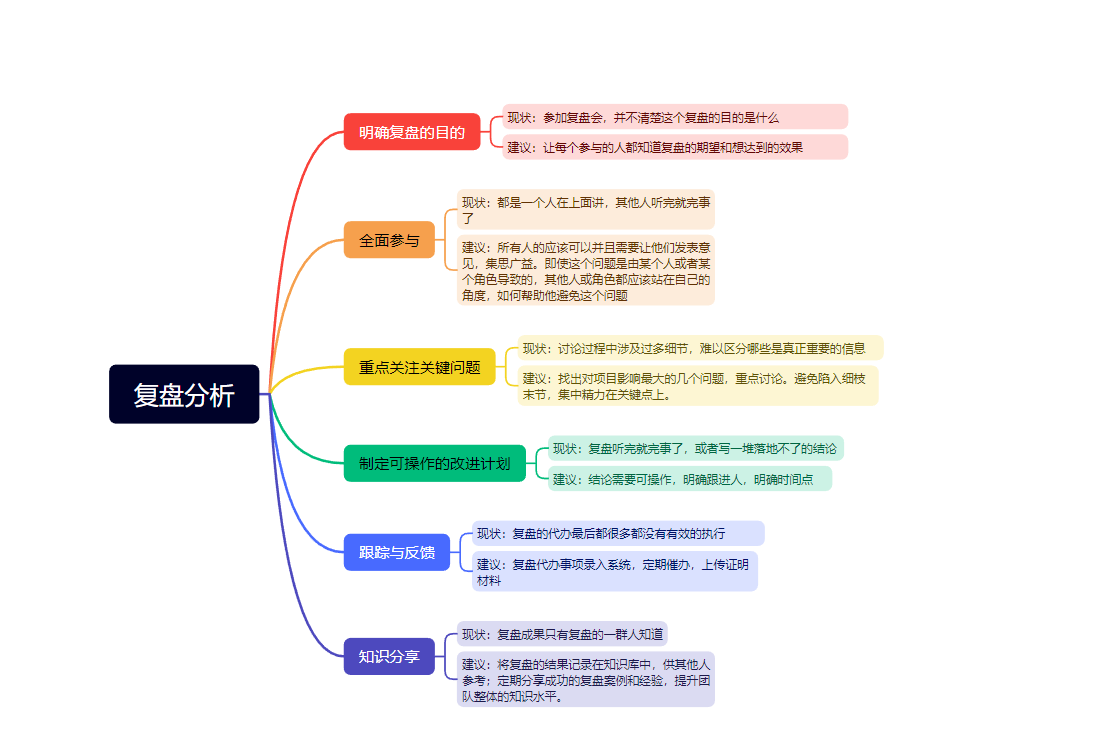 复盘分析
明确复盘的目的
现状：参加复盘会，并不清楚这个复盘的目的是什么
建议：让每个参与的人都知道复盘的期望和想达到的效果
全面参与
现状：都是一个人在上面讲，其他人听完就完事
了
建议：所有人的应该可以并且需要让他们发表意
见，集思广益。即使这个问题是由某个人或者某
个角色导致的，其他人或角色都应该站在自己的
角度，如何帮助他避免这个问题
重点关注关键问题
现状：讨论过程中涉及过多细节，难以区分哪些是真正重要的信息
建议：找出对项目影响最大的几个问题，重点讨论。避免陷入细枝
末节，集中精力在关键点上。
制定可操作的改进计划
现状：复盘听完就完事了，或者写一堆落地不了的结论
建议：结论需要可操作，明确跟进人，明确时间点
跟踪与反馈
现状：复盘的代办最后都很多都没有有效的执行
建议：复盘代办事项录入系统，定期催办，上传证明
材料
知识分享
现状：复盘成果只有复盘的一群人知道
建议：将复盘的结果记录在知识库中，供其他人
参考；定期分享成功的复盘案例和经验，提升团
队整体的知识水平。